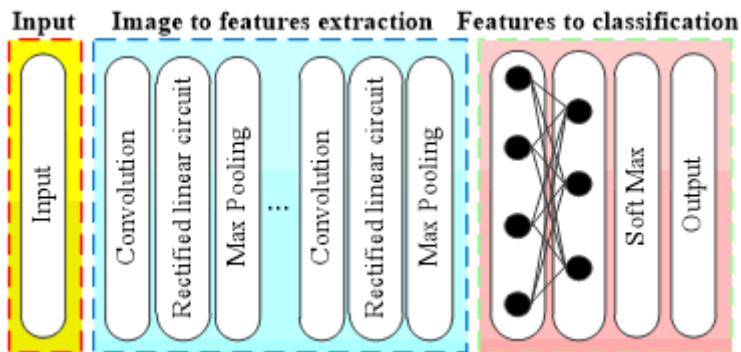 Input
Image to features extraction
Features to classification
Input
Convolution
Rectified linear circuit
Max Pooling
...
Convolution
Rectified linear circuit
Max Pooling
Soft Max
Output